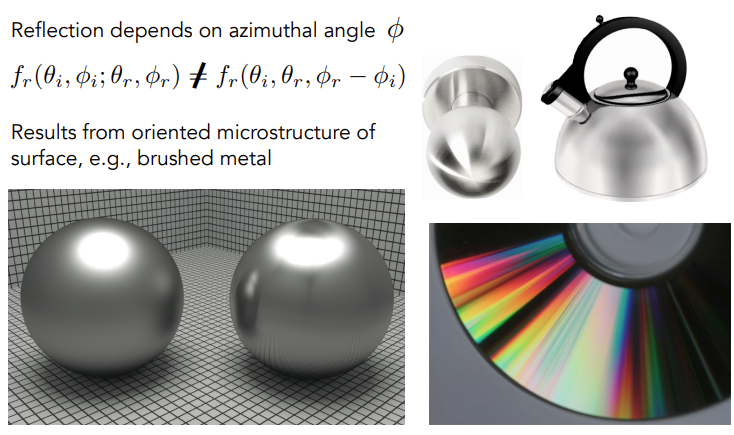 Reflection depends on azimuthal angle ϕ
f_r(θ_i, ϕ_i; θ_r, ϕ_r) ≠ f_r(θ_i, θ_r, ϕ_r − ϕ_i)
Results from oriented microstructure of
surface, e.g., brushed metal